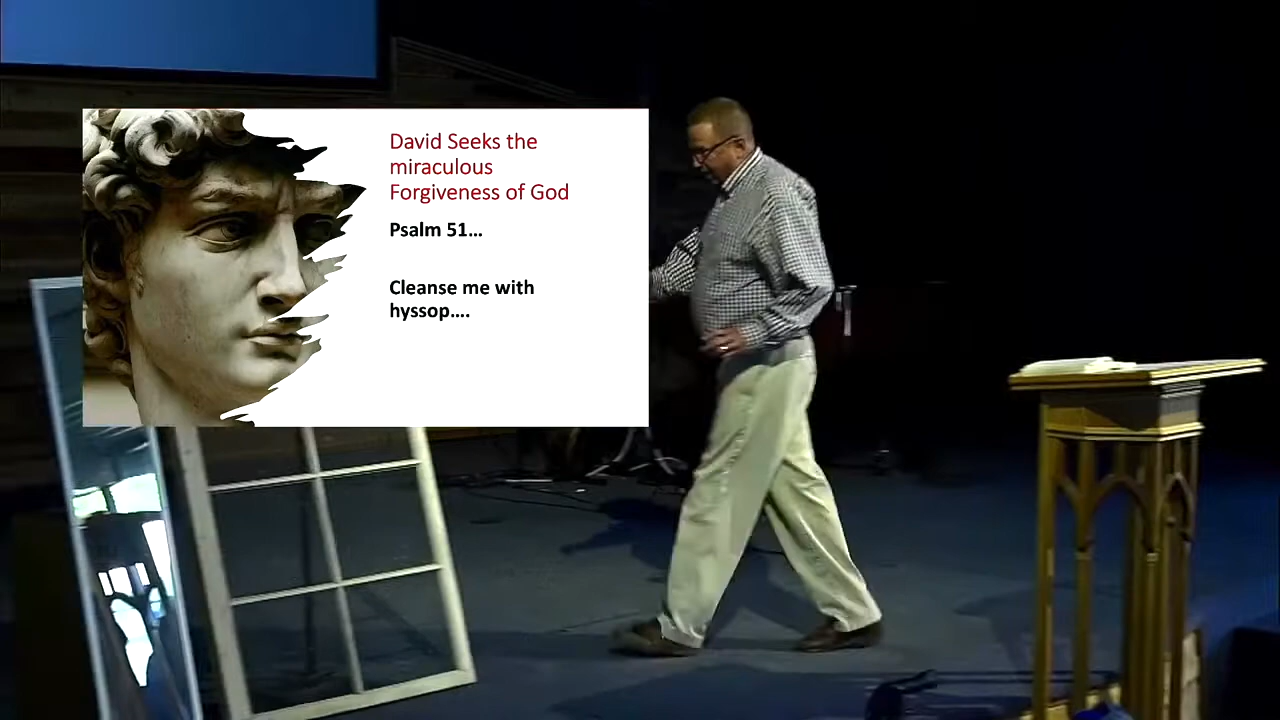 David Seeks the
miraculous
Forgiveness of God
Psalm 51…
Cleanse me with
hyssop….